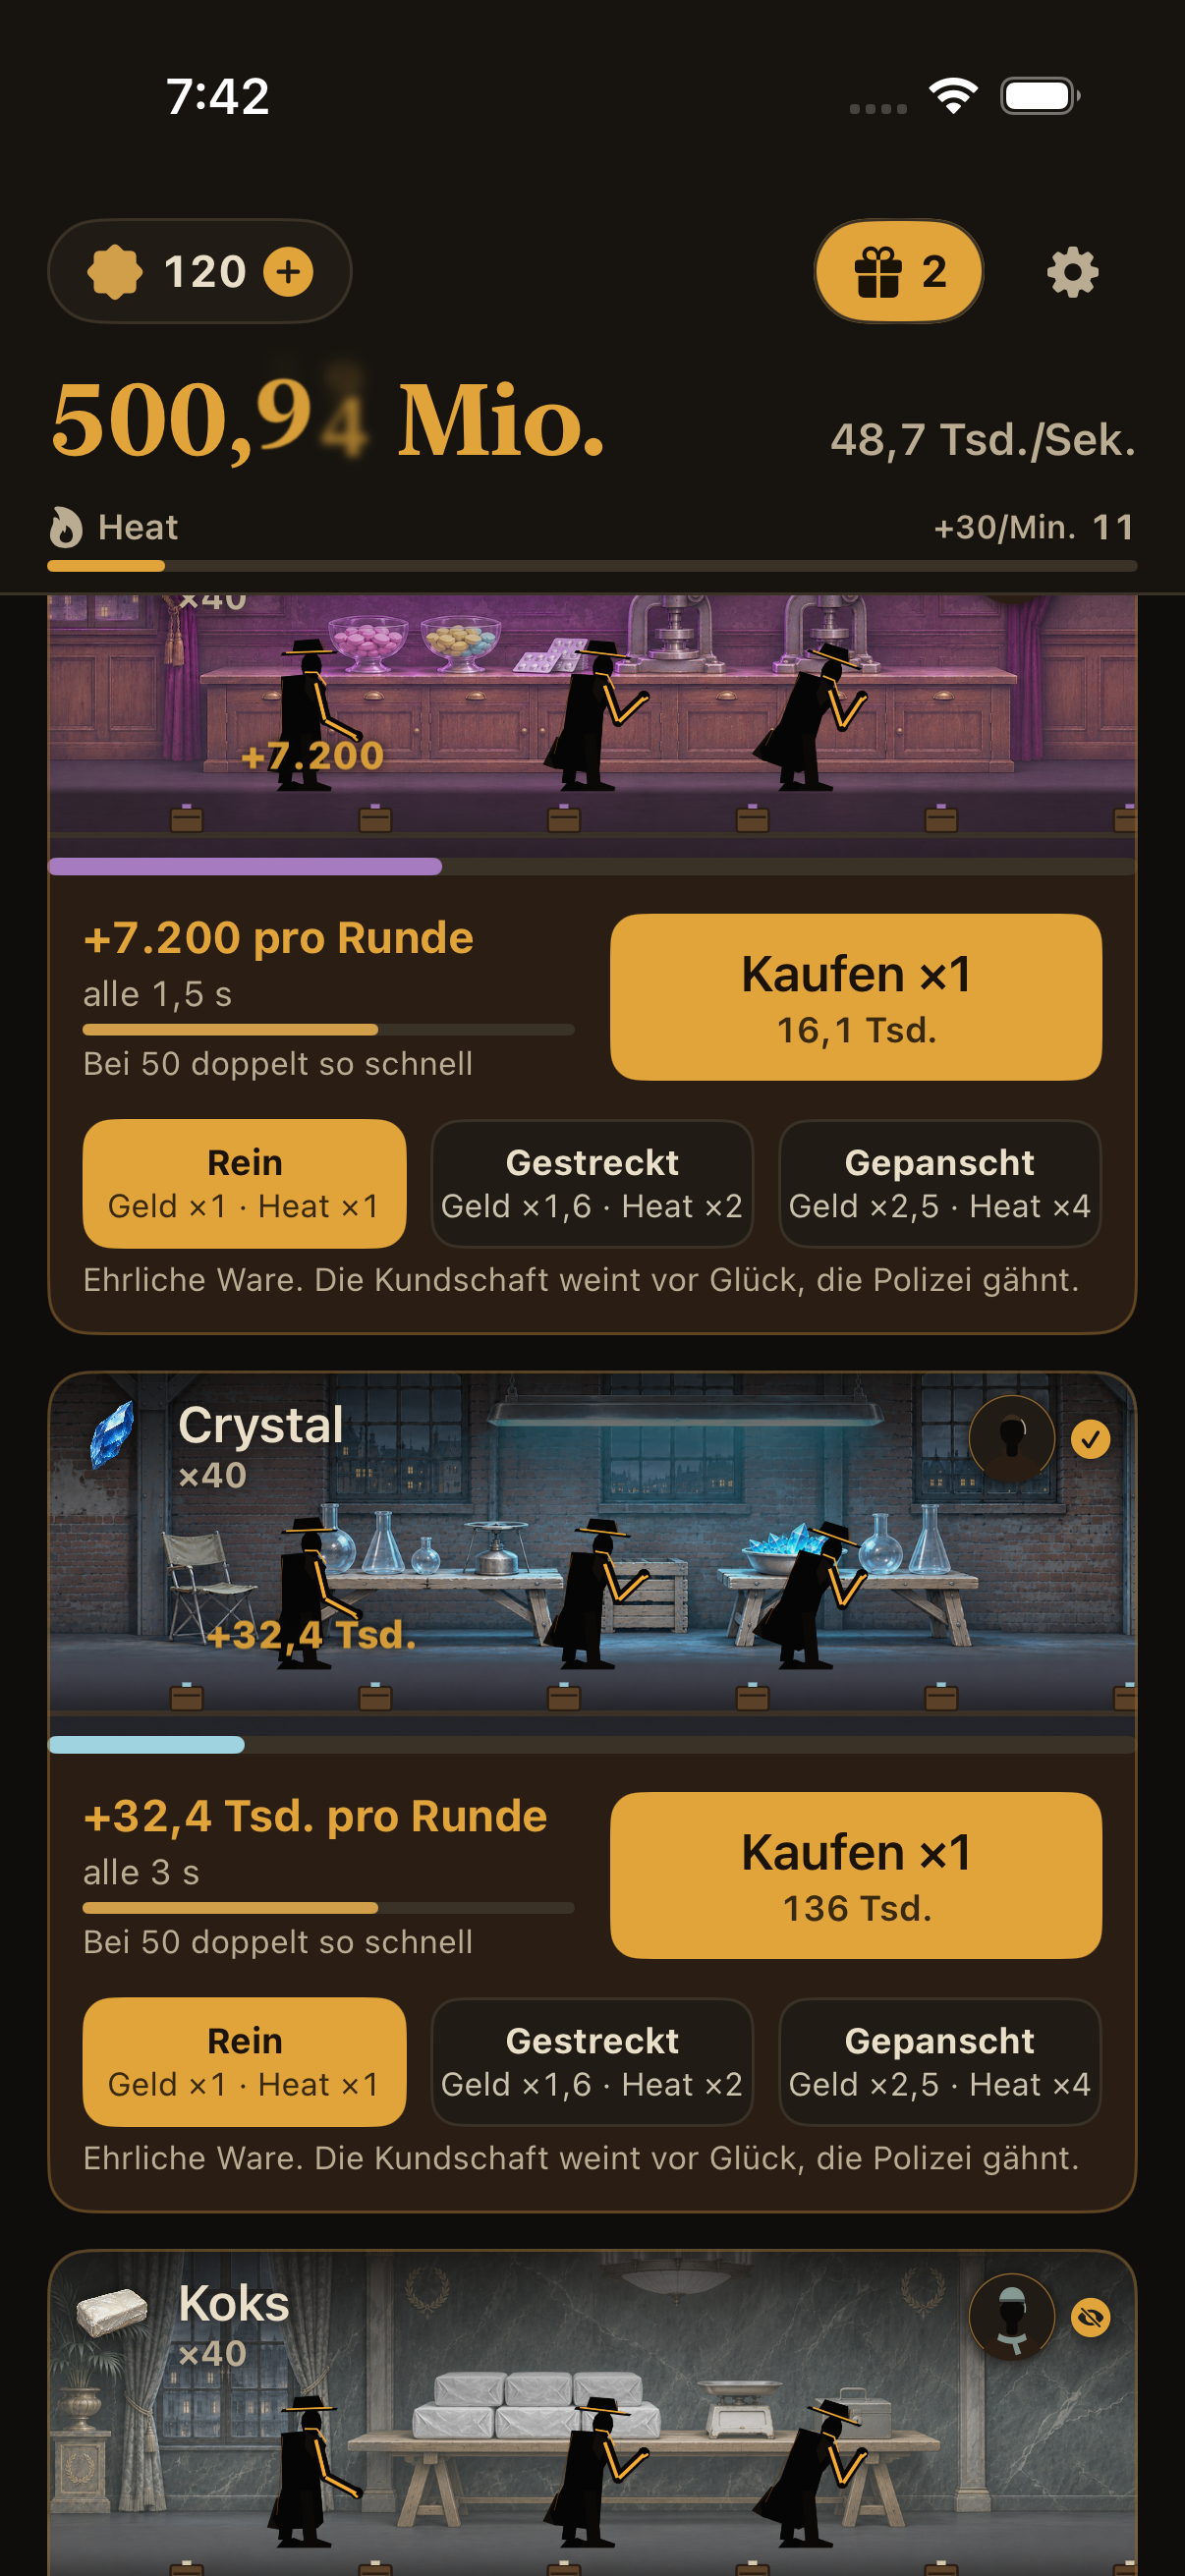 7:42
120
2
500,94 Mio.
48,7 Tsd./Sek.
Heat
+30/Min. 11
×40
+7.200
+7.200 pro Runde
alle 1,5 s
Bei 50 doppelt so schnell
Kaufen ×1
16,1 Tsd.
Rein
Geld ×1 · Heat ×1
Gestreckt
Geld ×1,6 · Heat ×2
Gepanscht
Geld ×2,5 · Heat ×4
Ehrliche Ware. Die Kundschaft weint vor Glück, die Polizei gähnt.
Crystal
×40
+32,4 Tsd.
+32,4 Tsd. pro Runde
alle 3 s
Bei 50 doppelt so schnell
Kaufen ×1
136 Tsd.
Rein
Geld ×1 · Heat ×1
Gestreckt
Geld ×1,6 · Heat ×2
Gepanscht
Geld ×2,5 · Heat ×4
Ehrliche Ware. Die Kundschaft weint vor Glück, die Polizei gähnt.
Koks
×40